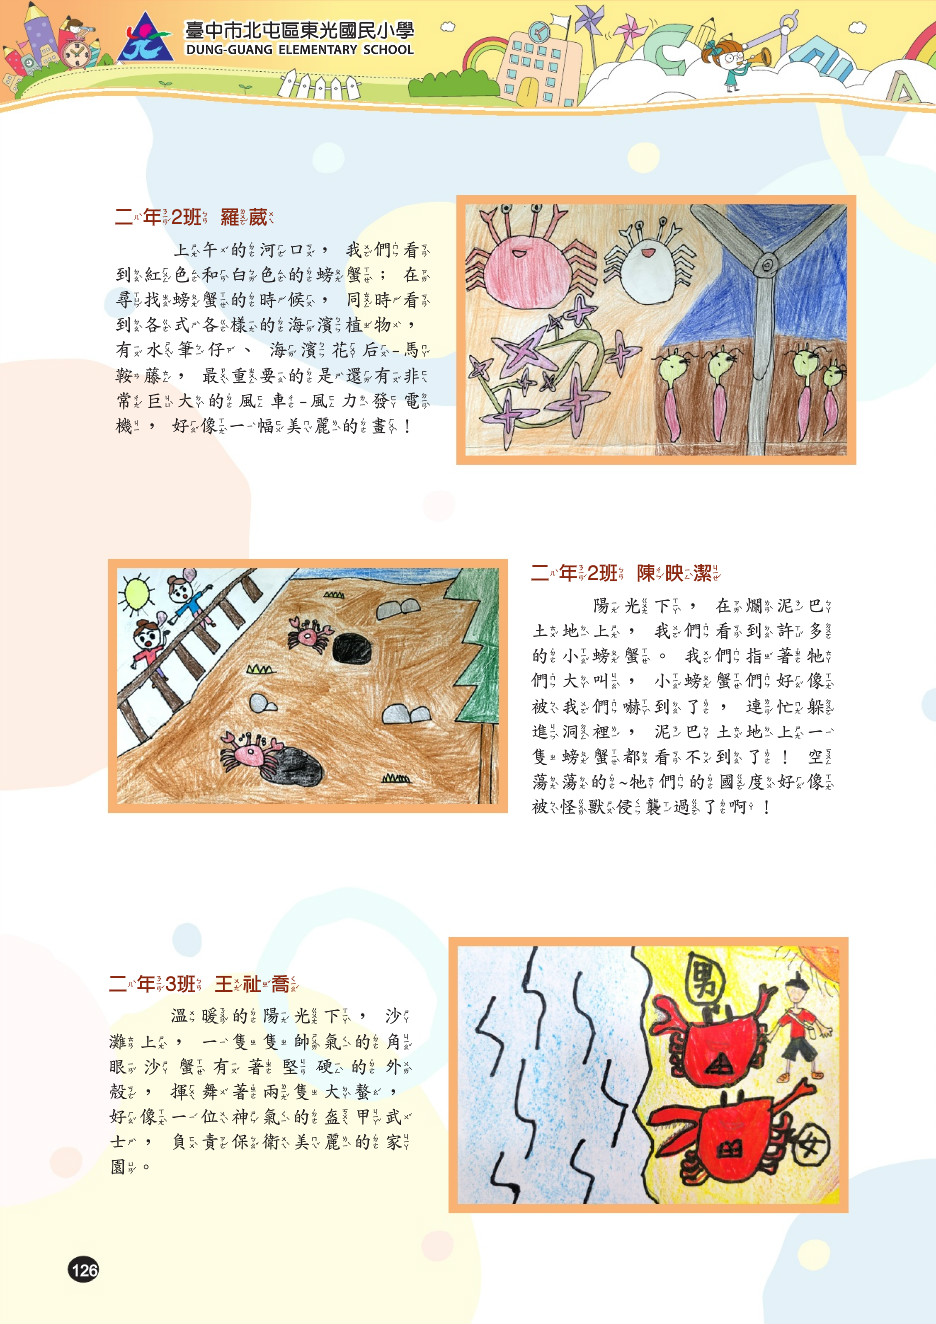 臺中市北屯區東光國民小學
DUNG-GUANG ELEMENTARY SCHOOL
二年2班 羅葳
上午的河口，我們看
到紅色和白色的螃蟹；在
尋找螃蟹的時候，同時看
到各式各樣的海濱植物，
有水筆仔、海濱花后-馬
鞍藤，最重要的是還有非
常巨大的風車-風力發電
機，好像一幅美麗的畫！
二年2班 陳映潔
陽光下，在爛泥巴
土地上，我們看到許多
的小螃蟹。我們指著牠
們大叫，小螃蟹們好像
被我們嚇到了，連忙躲
進洞裡，泥巴土地上一
隻螃蟹都看不到了！空
蕩蕩的~牠們的國度好像
被怪獸侵襲過了啊！
二年3班 王祉喬
溫暖的陽光下，沙
灘上，一隻隻帥氣的角
眼沙蟹有著堅硬的外
殼，揮舞著兩隻大螯，
好像一位神氣的盔甲武
士，負責保衛美麗的家
園。
男
女
126